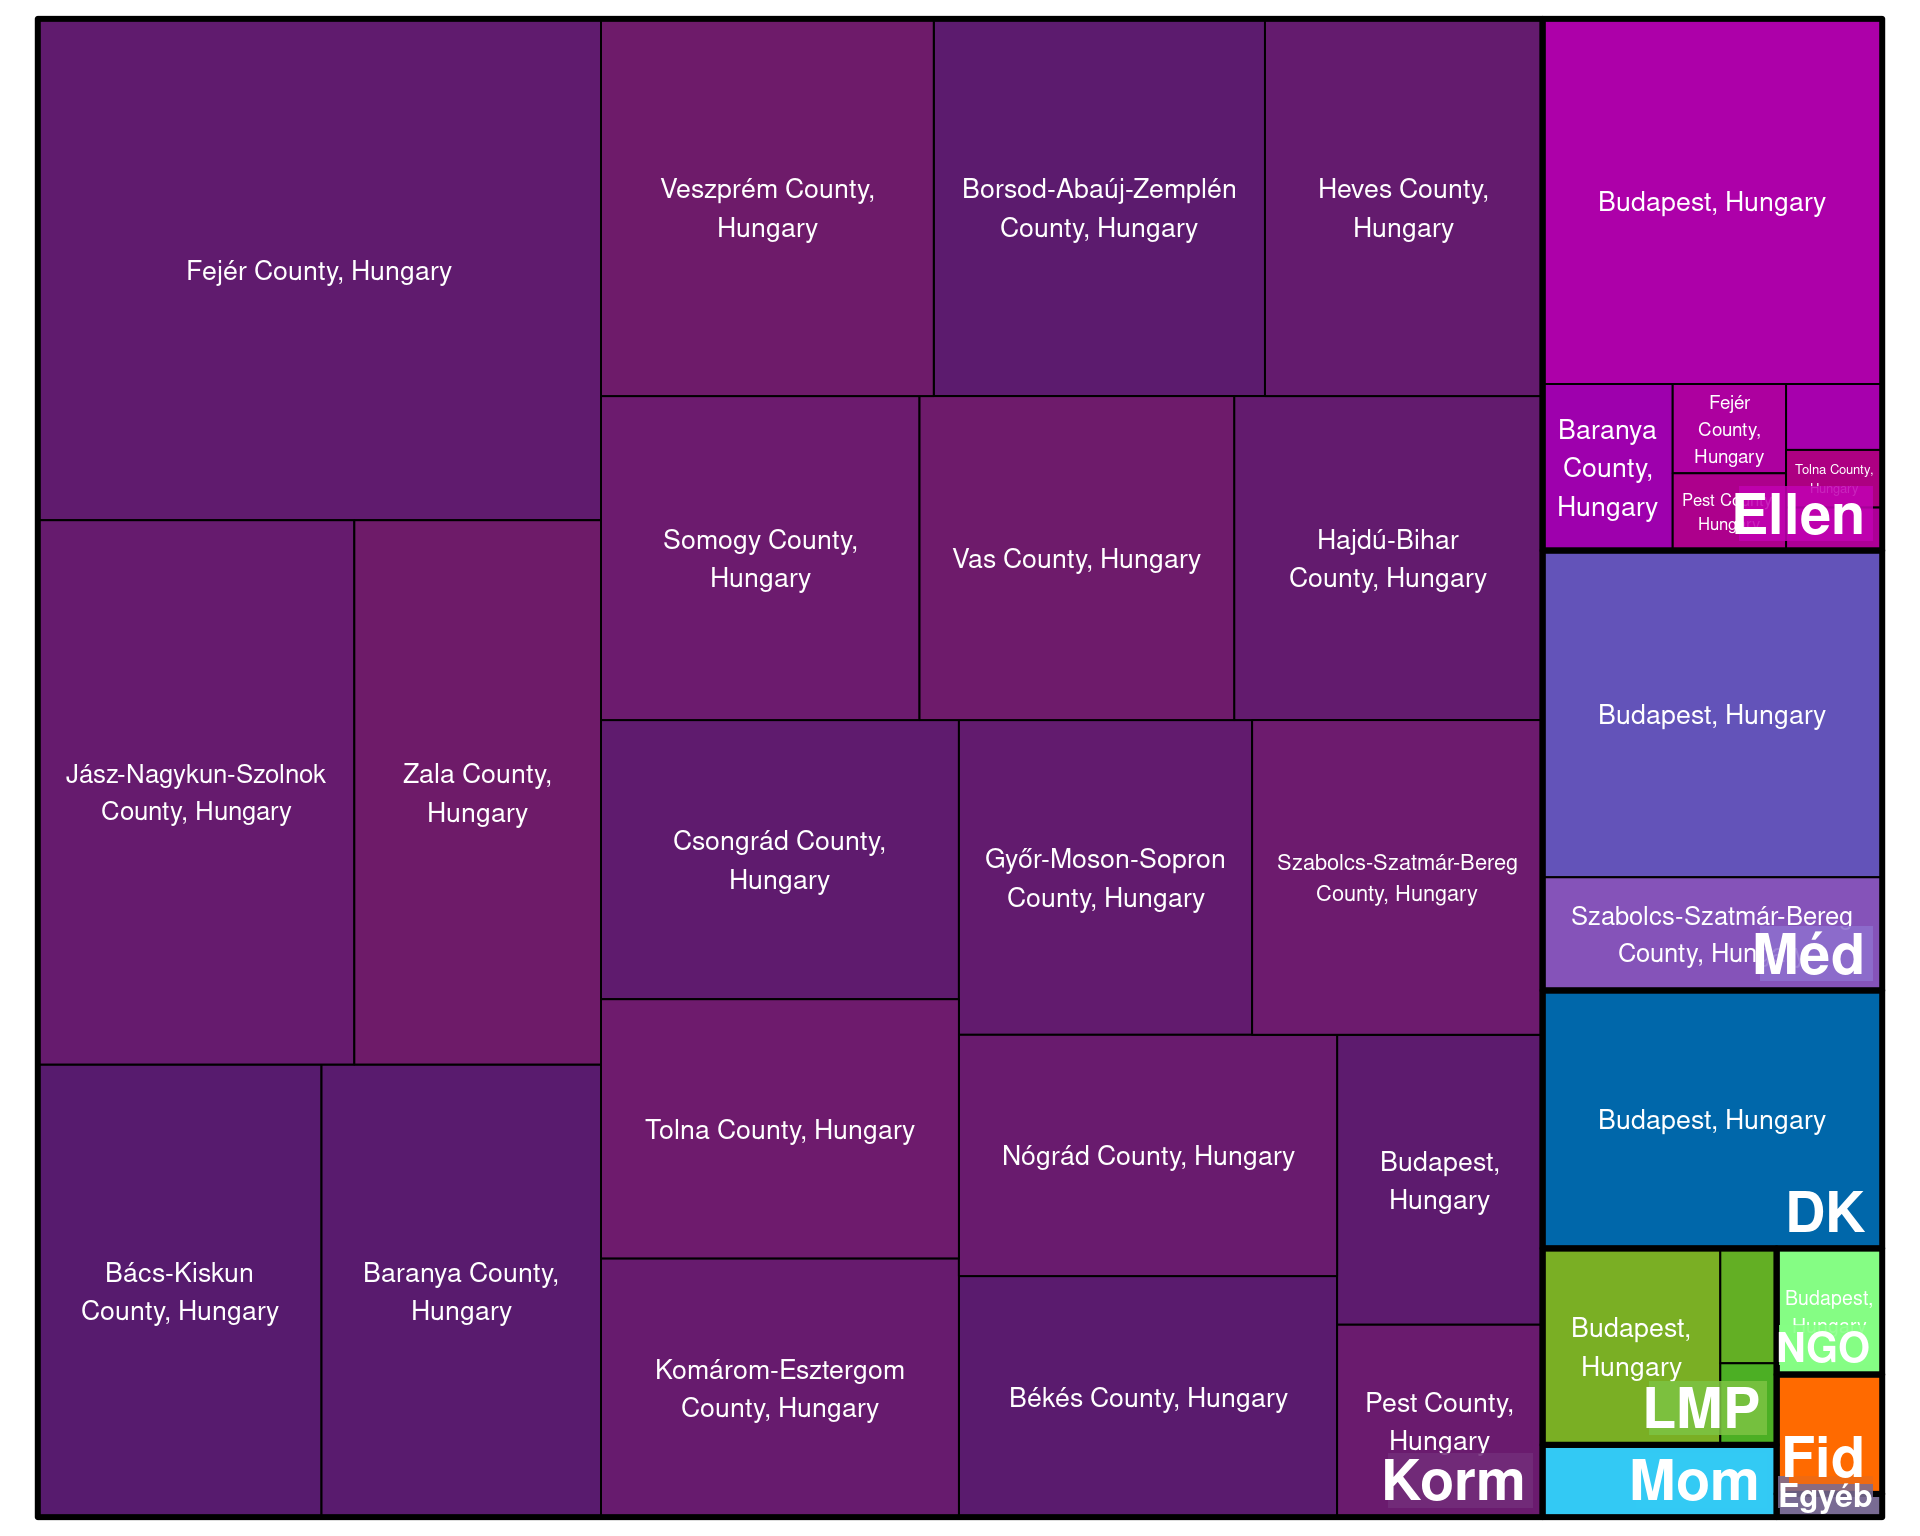 Fejér County, Hungary
Veszprém County,
Hungary
Borsod-Abaúj-Zemplén
County, Hungary
Heves County,
Hungary
Somogy County,
Hungary
Vas County, Hungary
Hajdú-Bihar
County, Hungary
Jász-Nagykun-Szolnok
County, Hungary
Zala County,
Hungary
Csongrád County,
Hungary
Győr-Moson-Sopron
County, Hungary
Szabolcs-Szatmár-Bereg
County, Hungary
Tolna County, Hungary
Nógrád County, Hungary
Budapest,
Hungary
Bács-Kiskun
County, Hungary
Baranya County,
Hungary
Komárom-Esztergom
County, Hungary
Békés County, Hungary
Pest County,
Hungary
Korm
Budapest, Hungary
Baranya
County,
Hungary
Fejér
County,
Hungary
Tolna County,
Hungary
Pest County,
Hungary
Ellen
Budapest, Hungary
Szabolcs-Szatmár-Bereg
County, Hun
Méd
Budapest, Hungary
DK
Budapest,
Hungary
LMP
Budapest,
Hungary
NGO
Mom
Fid
Egyéb